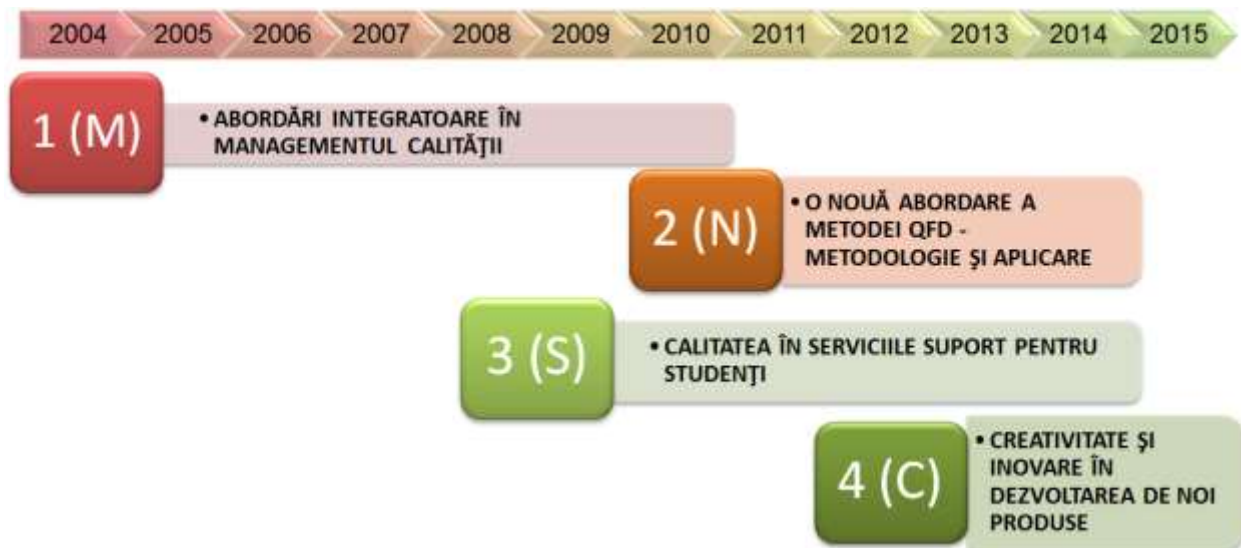 2004 2005 2006 2007 2008 2009 2010 2011 2012 2013 2014 2015
1 (M)
• ABORDĂRI INTEGRATOARE ÎN
MANAGEMENTUL CALITĂŢII
2 (N)
• O NOUĂ ABORDARE A
METODEI QFD -
METODOLOGIE ŞI APLICARE
3 (S)
• CALITATEA ÎN SERVICIILE SUPORT PENTRU
STUDENŢI
4 (C)
• CREATIVITATE ŞI
INOVARE ÎN
DEZVOLTAREA DE NOI
PRODUSE